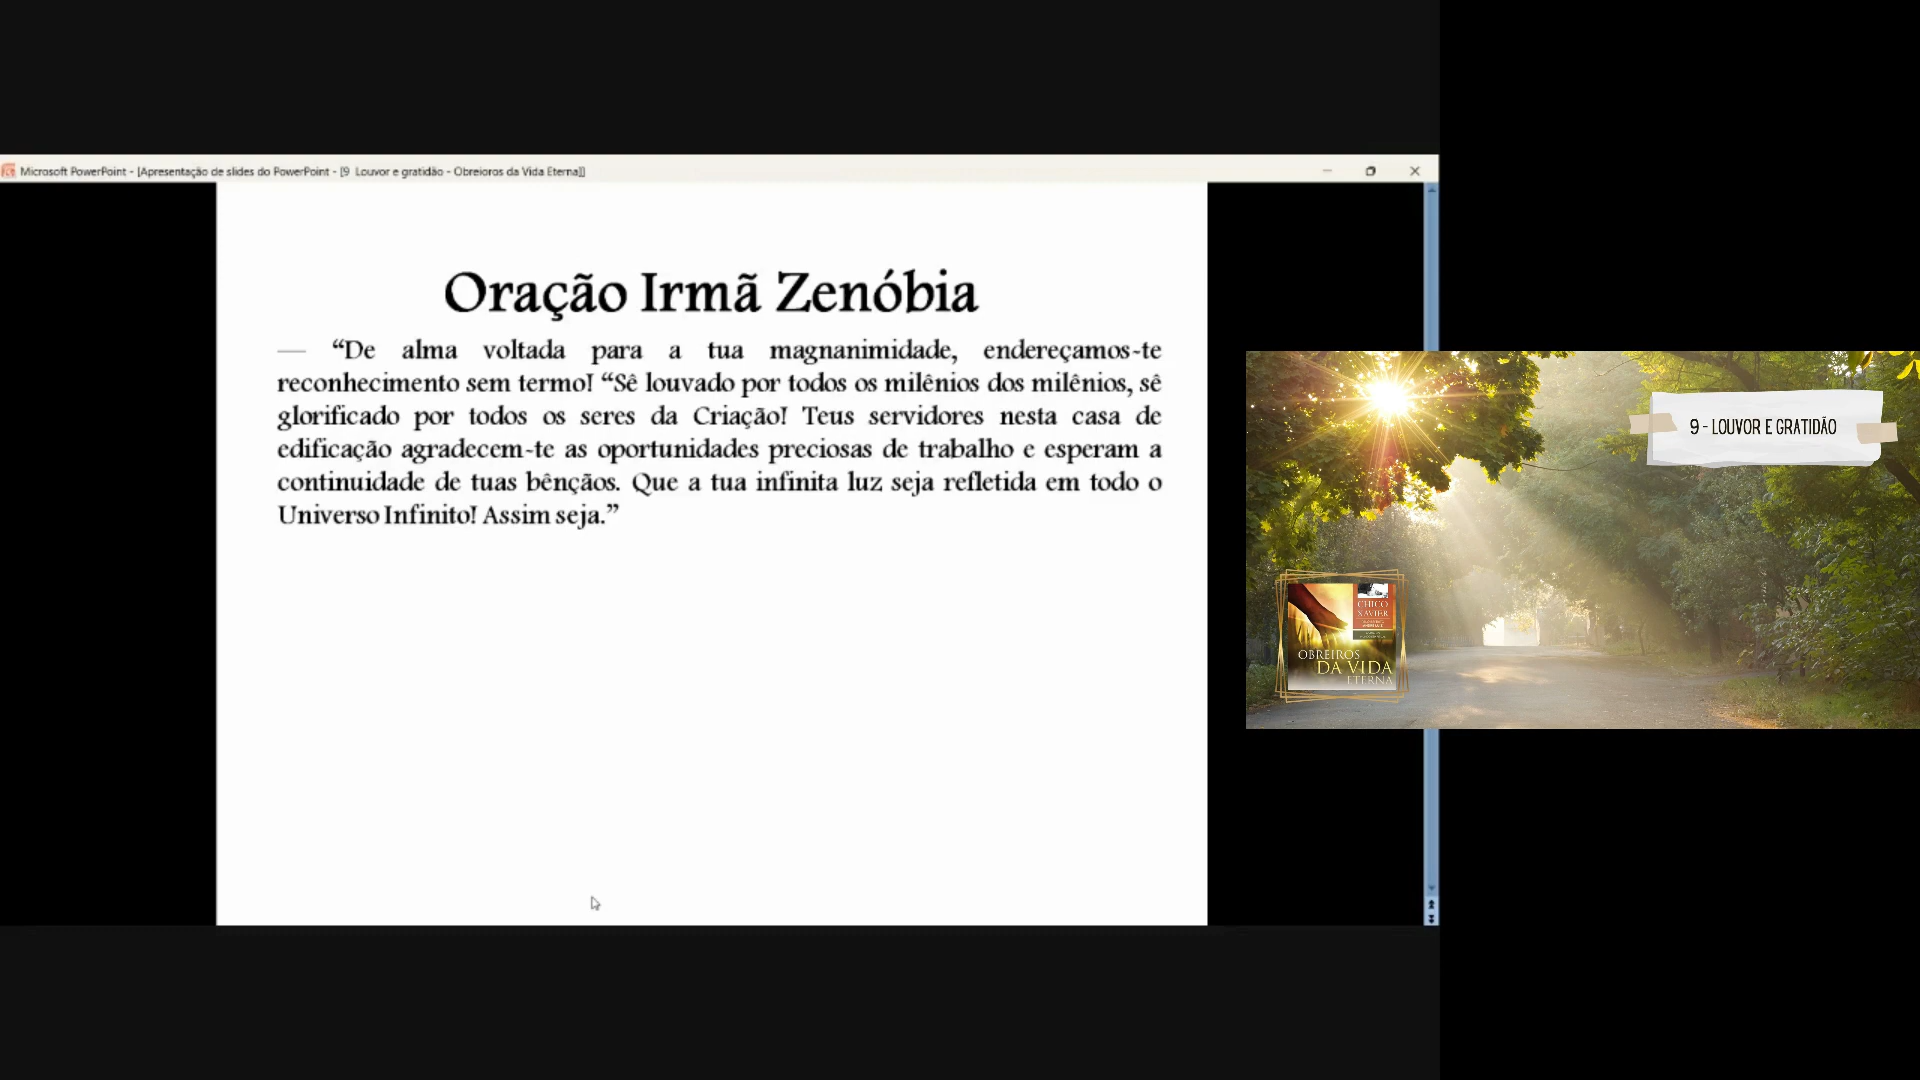 Microsoft PowerPoint - [Apresentação de slides do PowerPoint - [9 Louvor e gratidão - Obreioros da Vida Eterna]]
Oração Irmã Zenóbia
— “De alma voltada para a tua magnanimidade, endereçamos-te
reconhecimento sem termo! “Sê louvado por todos os milênios dos milênios, sê
glorificado por todos os seres da Criação! Teus servidores nesta casa de
edificação agradecem-te as oportunidades preciosas de trabalho e esperam a
continuidade de tuas bênçãos. Que a tua infinita luz seja refletida em todo o
Universo Infinito! Assim seja.”
9 - LOUVOR E GRATIDÃO
CHICO
XAVIER
OBREIROS
DA VIDA
ETERNA